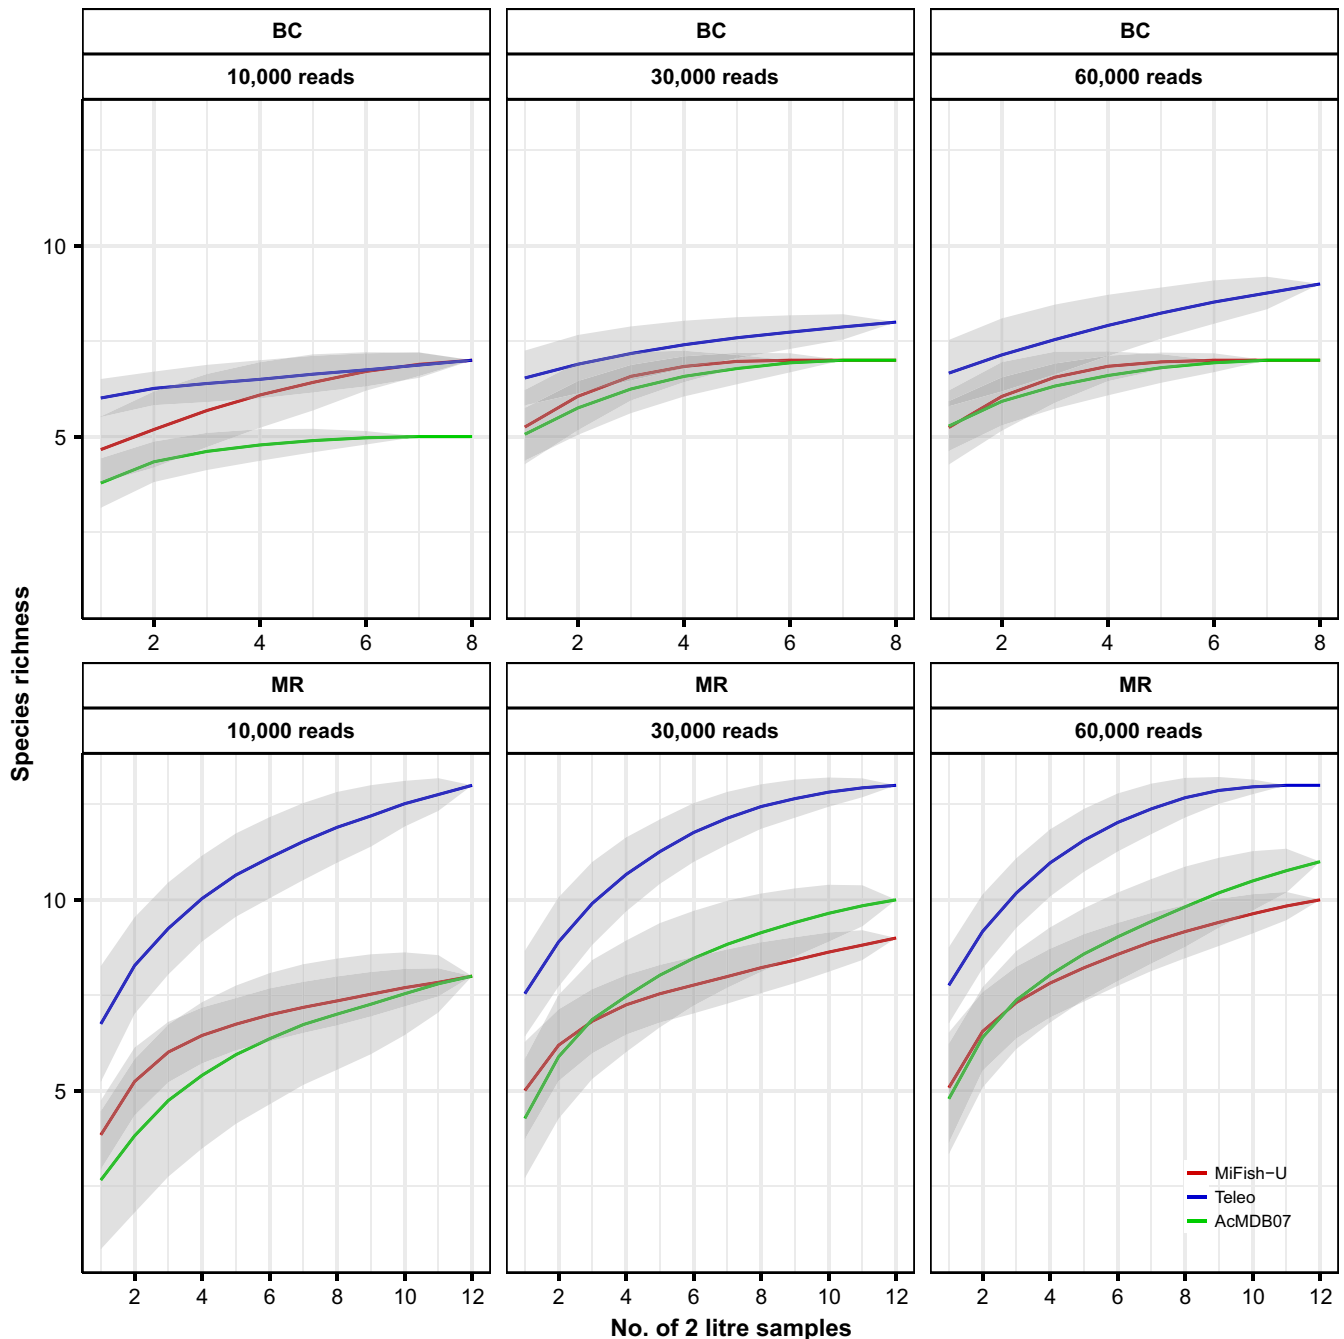 BC
BC
BC
10,000 reads
30,000 reads
60,000 reads
10
5
2 4 6 8
2 4 6 8
2 4 6 8
Species richness
MR
MR
MR
10,000 reads
30,000 reads
60,000 reads
10
5
MiFish−U
Teleo
AcMDB07
2 4 6 8 10 12
2 4 6 8 10 12
2 4 6 8 10 12
No. of 2 litre samples